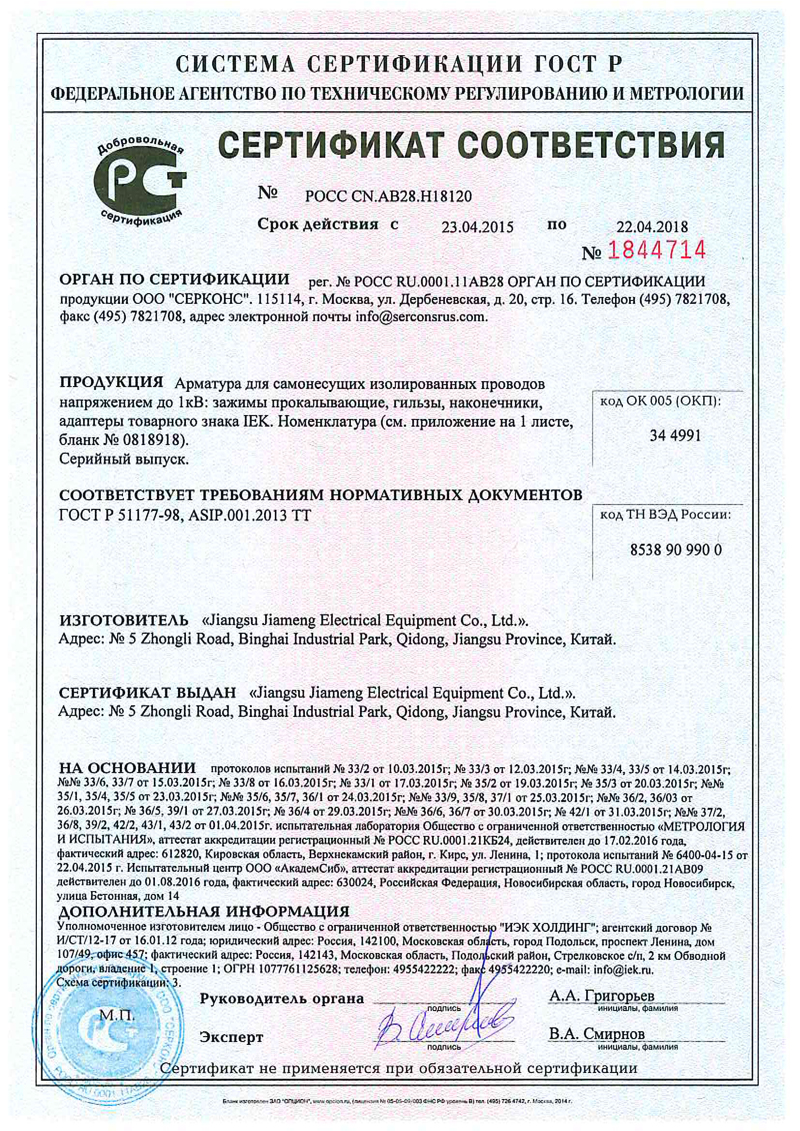 СИСТЕМА СЕРТИФИКАЦИИ ГОСТ Р
ФЕДЕРАЛЬНОЕ АГЕНТСТВО ПО ТЕХНИЧЕСКОМУ РЕГУЛИРОВАНИЮ И МЕТРОЛОГИИ
Добровольная
сертификация
СЕРТИФИКАТ СООТВЕТСТВИЯ
№ РОСС CN.АВ28.Н18120
Срок действия с 23.04.2015 по 22.04.2018
№ 1844714
ОРГАН ПО СЕРТИФИКАЦИИ рег. № РОСС RU.0001.11АВ28 ОРГАН ПО СЕРТИФИКАЦИИ
продукции ООО "СЕРКОНС". 115114, г. Москва, ул. Дербеневская, д. 20, стр. 16. Телефон (495) 7821708,
факс (495) 7821708, адрес электронной почты info@serconsrus.com.
ПРОДУКЦИЯ Арматура для самонесущих изолированных проводов
напряжением до 1кВ: зажимы прокалывающие, гильзы, наконечники,
адаптеры товарного знака IEK. Номенклатура (см. приложение на 1 листе,
бланк № 0818918).
Серийный выпуск.
код ОК 005 (ОКП):
34 4991
СООТВЕТСТВУЕТ ТРЕБОВАНИЯМ НОРМАТИВНЫХ ДОКУМЕНТОВ
ГОСТ Р 51177-98, ASIP.001.2013 ТТ
код ТН ВЭД России:
8538 90 990 0
ИЗГОТОВИТЕЛЬ «Jiangsu Jiameng Electrical Equipment Co., Ltd.».
Адрес: № 5 Zhongli Road, Binghai Industrial Park, Qidong, Jiangsu Province, Китай.
СЕРТИФИКАТ ВЫДАН «Jiangsu Jiameng Electrical Equipment Co., Ltd.».
Адрес: № 5 Zhongli Road, Binghai Industrial Park, Qidong, Jiangsu Province, Китай.
НА ОСНОВАНИИ протоколов испытаний № 33/2 от 10.03.2015г; № 33/3 от 12.03.2015г; №№ 33/4, 33/5 от 14.03.2015г;
№№ 33/6, 33/7 от 15.03.2015г; № 33/8 от 16.03.2015г; № 33/1 от 17.03.2015г; № 35/2 от 19.03.2015г; № 35/3 от 20.03.2015г; №№
35/1, 35/4, 35/5 от 23.03.2015г; №№ 35/6, 35/7, 36/1 от 24.03.2015г; №№ 33/9, 35/8, 37/1 от 25.03.2015г; №№ 36/2, 36/03 от
26.03.2015г; № 36/5, 39/1 от 27.03.2015г; № 36/4 от 29.03.2015г; №№ 36/6, 36/7 от 30.03.2015г; № 42/1 от 31.03.2015г; №№ 37/2,
36/8, 39/2, 42/2, 43/1, 43/2 от 01.04.2015г. испытательная лаборатория Общество с ограниченной ответственностью «МЕТРОЛОГИЯ
И ИСПЫТАНИЯ», аттестат аккредитации регистрационный № РОСС RU.0001.21КБ24, действителен до 17.02.2016 года,
фактический адрес: 612820, Кировская область, Верхнекамский район, г. Кирс, ул. Ленина, 1; протокола испытаний № 6400-04-15 от
22.04.2015 г. Испытательный центр ООО «АкадемСиб», аттестат аккредитации регистрационный № РОСС RU.0001.21АВ09
действителен до 01.08.2016 года, фактический адрес: 630024, Российская Федерация, Новосибирская область, город Новосибирск,
улица Бетонная, дом 14
ДОПОЛНИТЕЛЬНАЯ ИНФОРМАЦИЯ
Уполномоченное изготовителем лицо - Общество с ограниченной ответственностью "ИЭК ХОЛДИНГ"; агентский договор №
И/СТ/12-17 от 16.01.12 года; юридический адрес: Россия, 142100, Московская область, город Подольск, проспект Ленина, дом
107/49, офис 457; фактический адрес: Россия, 142143, Московская область, Подольский район, Стрелковское с/п, 2 км Обводной
дороги, владение 1, строение 1; ОГРН 1077761125628; телефон: 4955422222; факс 4955422220; e-mail: info@iek.ru.
Схема сертификации: 3.
М.П.
Руководитель органа
подпись
А.А. Григорьев
инициалы, фамилия
Эксперт
подпись
В.А. Смирнов
инициалы, фамилия
Сертификат не применяется при обязательной сертификации
Бланк изготовлен ЗАО "ОПЦИОН", www.opcion.ru, (лицензия № 05-05-09/003 ФНС РФ уровень В) тел. (495) 726 4742, г. Москва, 2014 г.